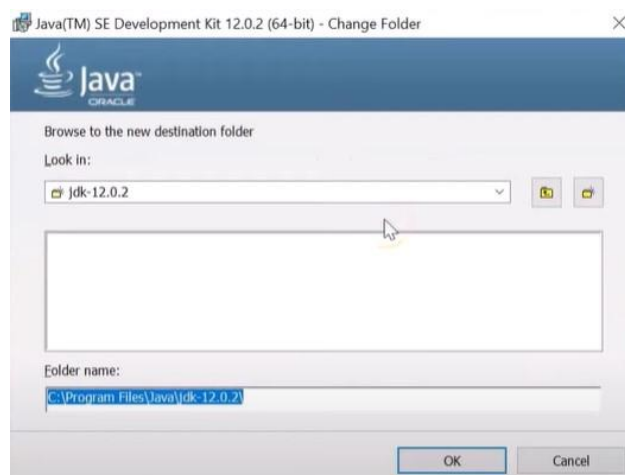 Java(TM) SE Development Kit 12.0.2 (64-bit) - Change Folder
Java
ORACLE
Browse to the new destination folder
Look in:
jdk-12.0.2
Folder name:
C:\Program Files\Java\jdk-12.0.2\
OK
Cancel